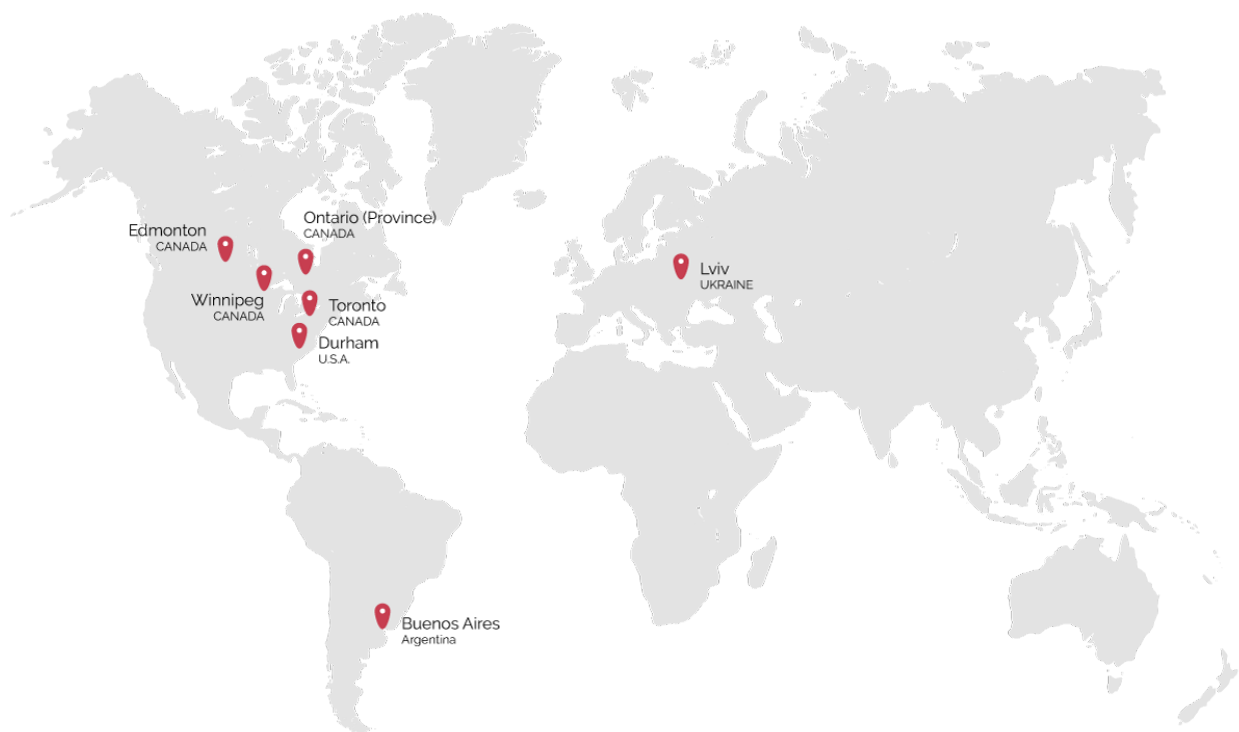 Ontario (Province)
CANADA
Edmonton
CANADA
Lviv
UKRAINE
Winnipeg
CANADA
Toronto
CANADA
Durham
U.S.A.
Buenos Aires
Argentina